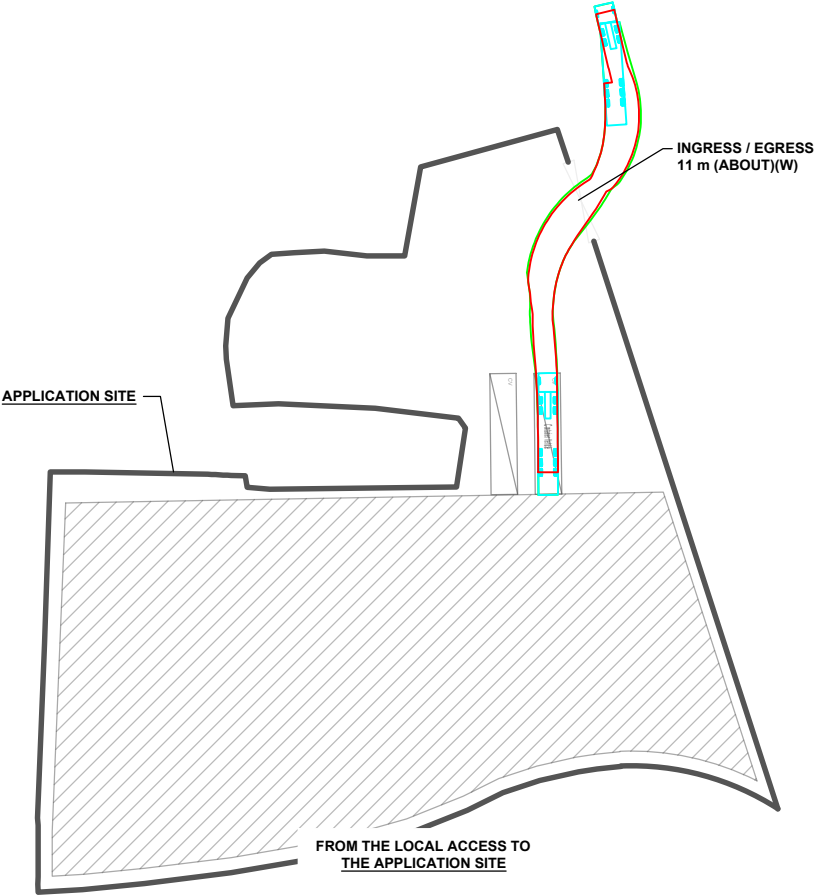 INGRESS / EGRESS
11 m (ABOUT)(W)
APPLICATION SITE
FROM THE LOCAL ACCESS TO
THE APPLICATION SITE